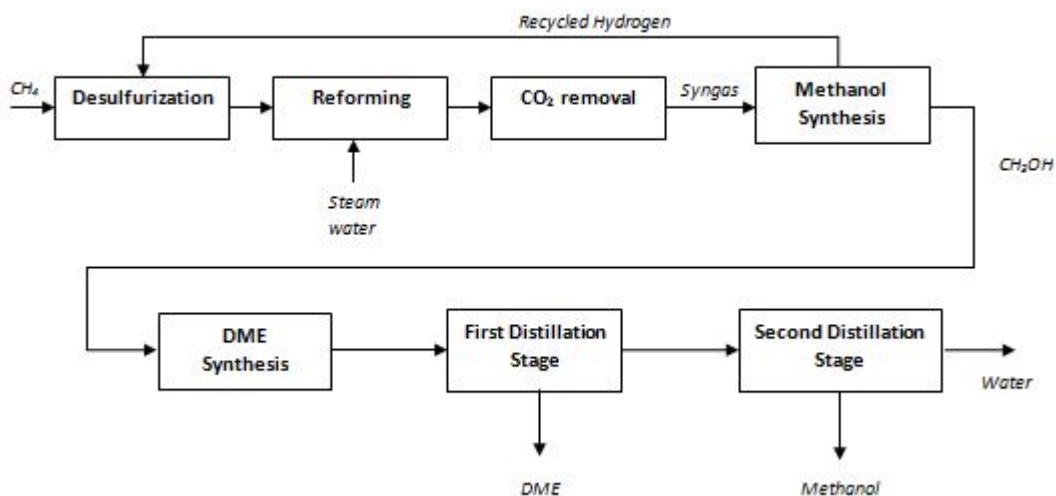 Recycled Hydrogen
CH₄
Desulfurization
Reforming
CO₂ removal
Syngas
Methanol
Synthesis
CH₃OH
Steam
water
DME
Synthesis
First Distillation
Stage
Second Distillation
Stage
Water
DME
Methanol